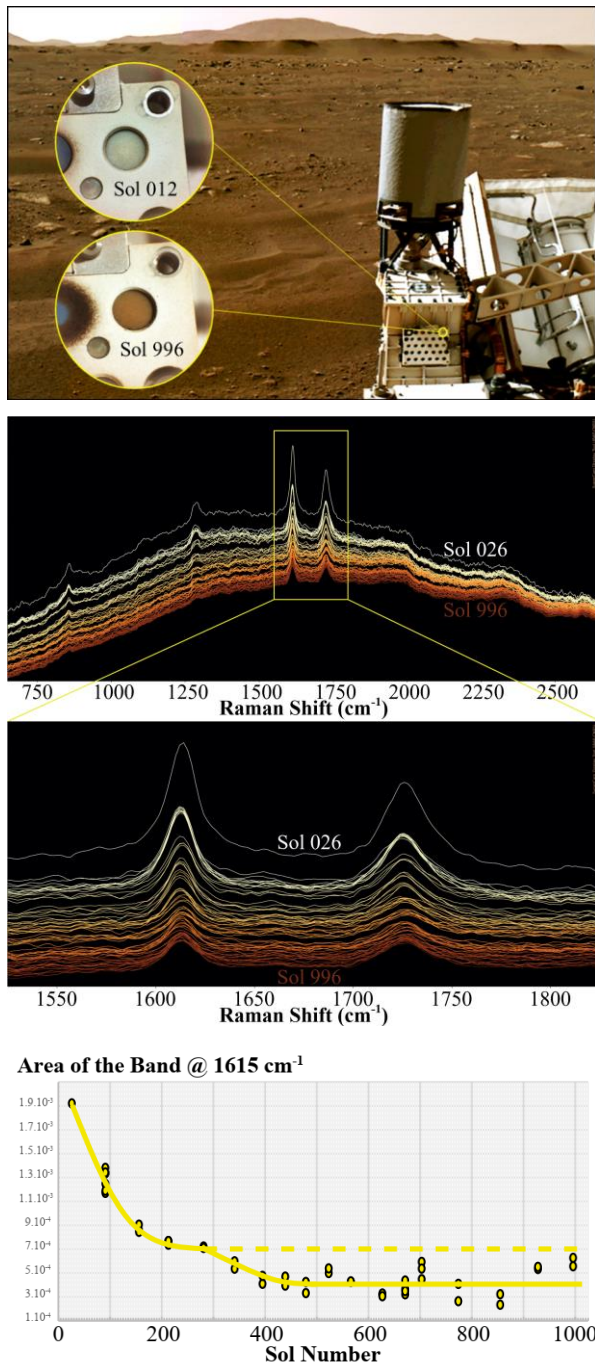 Sol 012
Sol 996
Sol 026
Sol 996
750 1000 1250 1500 1750 2000 2250 2500
Raman Shift (cm⁻¹)
Sol 026
Sol 996
1550 1600 1650 1700 1750 1800
Raman Shift (cm⁻¹)
Area of the Band @ 1615 cm⁻¹
1.9.10⁻³
1.7.10⁻³
1.5.10⁻³
1.3.10⁻³
1.1.10⁻³
9.10⁻⁴
7.10⁻⁴
5.10⁻⁴
3.10⁻⁴
1.10⁻⁴
0 200 400 600 800 1000
Sol Number